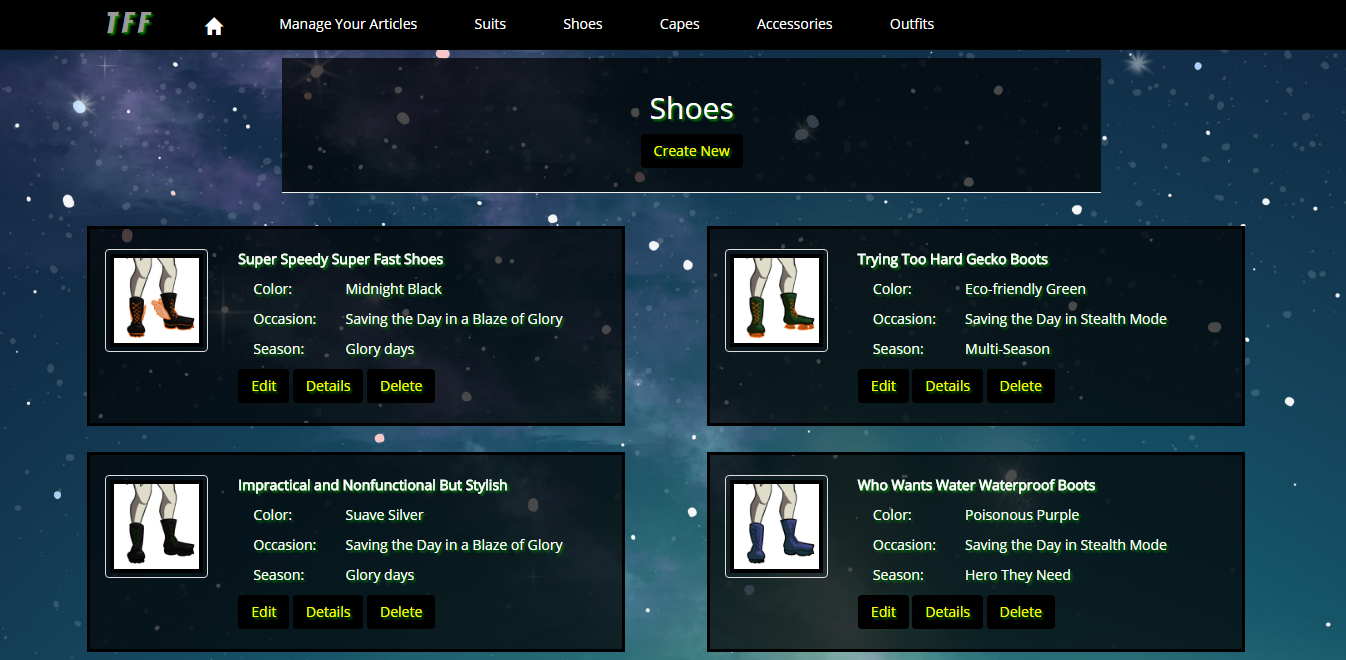 TFF Manage Your Articles Suits Shoes Capes Accessories Outfits
Shoes
Create New
Super Speedy Super Fast Shoes
Color: Midnight Black
Occasion: Saving the Day in a Blaze of Glory
Season: Glory days
Edit Details Delete
Trying Too Hard Gecko Boots
Color: Eco-friendly Green
Occasion: Saving the Day in Stealth Mode
Season: Multi-Season
Edit Details Delete
Impractical and Nonfunctional But Stylish
Color: Suave Silver
Occasion: Saving the Day in a Blaze of Glory
Season: Glory days
Edit Details Delete
Who Wants Water Waterproof Boots
Color: Poisonous Purple
Occasion: Saving the Day in Stealth Mode
Season: Hero They Need
Edit Details Delete